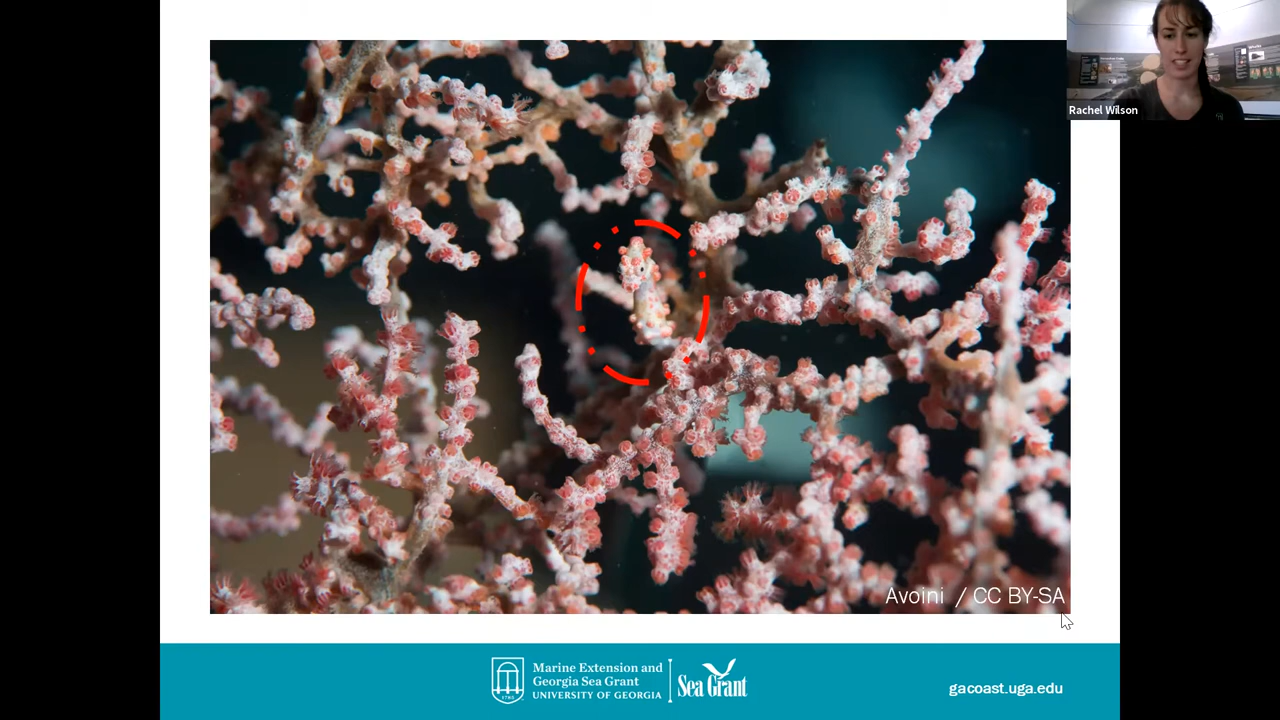 Rachel Wilson
Avoini / CC BY-SA
Marine Extension and
Georgia Sea Grant
UNIVERSITY OF GEORGIA
1785
Sea Grant
gacoast.uga.edu